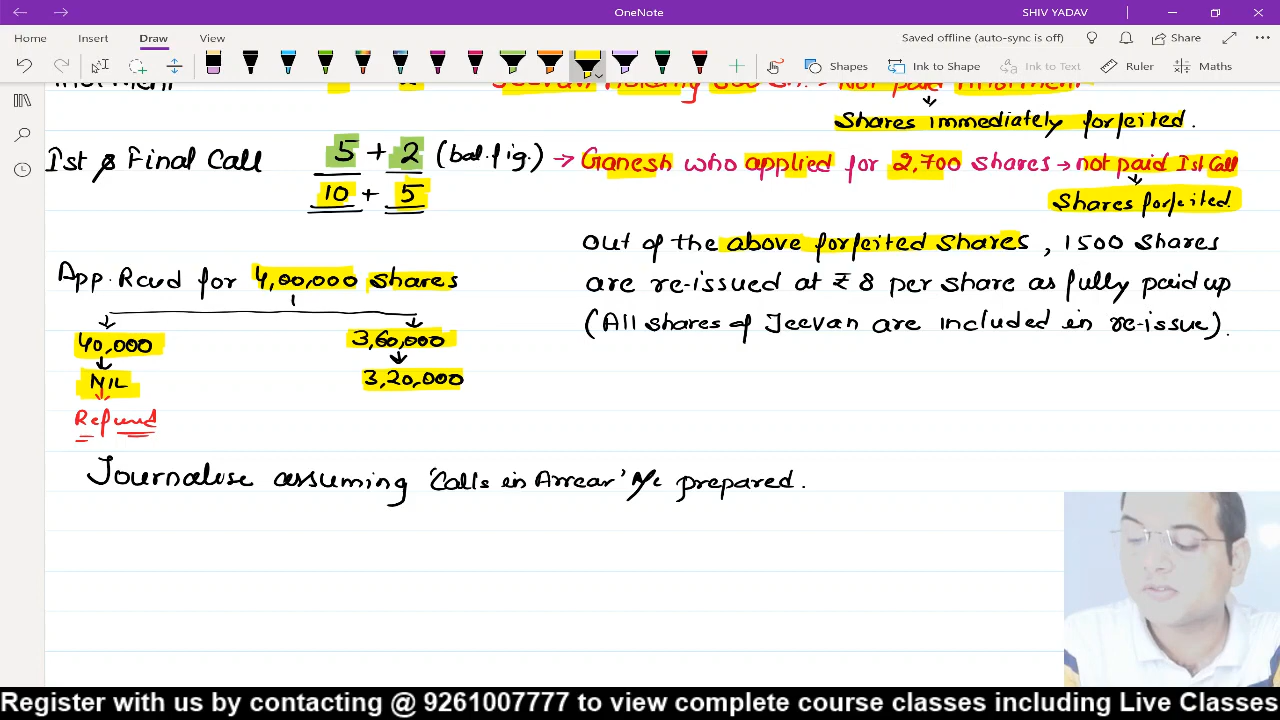 OneNote
SHIV YADAV
Home Insert Draw View
Saved offline (auto-sync is off)
Share
Shapes
Ink to Shape
Ink to Text
Ruler
Maths
Not paid
Shares immediately forfeited.
Ist & Final Call 5 + 2 (bal. fig.) → Ganesh who applied for 2,700 shares → not paid Ist Call
10 + 5
Shares forfeited.
Out of the above forfeited shares, 1500 shares
are re-issued at ₹ 8 per share as fully paid up
(All shares of Jeevan are included in re-issue).
App. Rcvd for 4,00,000 shares
40,000 3,60,000
NIL 3,20,000
Refund
Journalise assuming 'Calls in Arrear' A/c prepared.
Register with us by contacting @ 9261007777 to view complete course classes including Live Classes